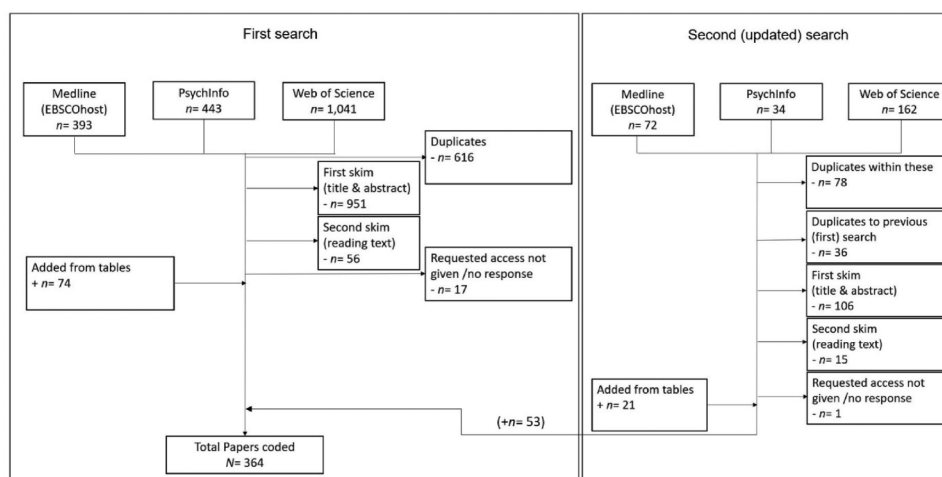 First search
Medline
(EBSCOhost)
n= 393
PsychInfo
n= 443
Web of Science
n= 1,041
Duplicates
- n= 616
First skim
(title & abstract)
- n= 951
Second skim
(reading text)
- n= 56
Added from tables
+ n= 74
Requested access not
given /no response
- n= 17
Total Papers coded
N= 364
(+n= 53)
Second (updated) search
Medline
(EBSCOhost)
n= 72
PsychInfo
n= 34
Web of Science
n= 162
Duplicates within these
- n= 78
Duplicates to previous
(first) search
- n= 36
First skim
(title & abstract)
- n= 106
Second skim
(reading text)
- n= 15
Added from tables
+ n= 21
Requested access not
given /no response
- n= 1